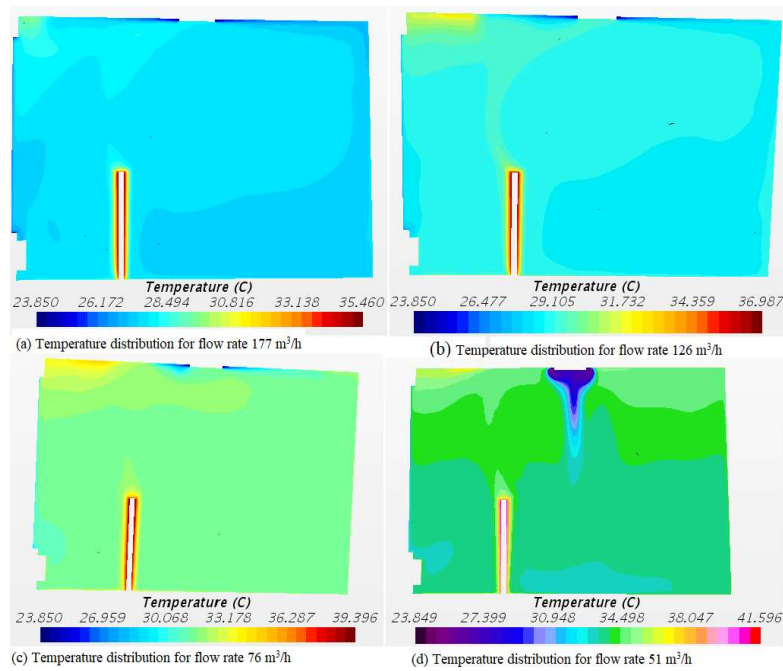 Temperature (C)
23.850 26.172 28.494 30.816 33.138 35.460
(a) Temperature distribution for flow rate 177 m³/h
Temperature (C)
23.850 26.477 29.105 31.732 34.359 36.987
(b) Temperature distribution for flow rate 126 m³/h
Temperature (C)
23.850 26.959 30.068 33.178 36.287 39.396
(c) Temperature distribution for flow rate 76 m³/h
Temperature (C)
23.849 27.399 30.948 34.498 38.047 41.596
(d) Temperature distribution for flow rate 51 m³/h